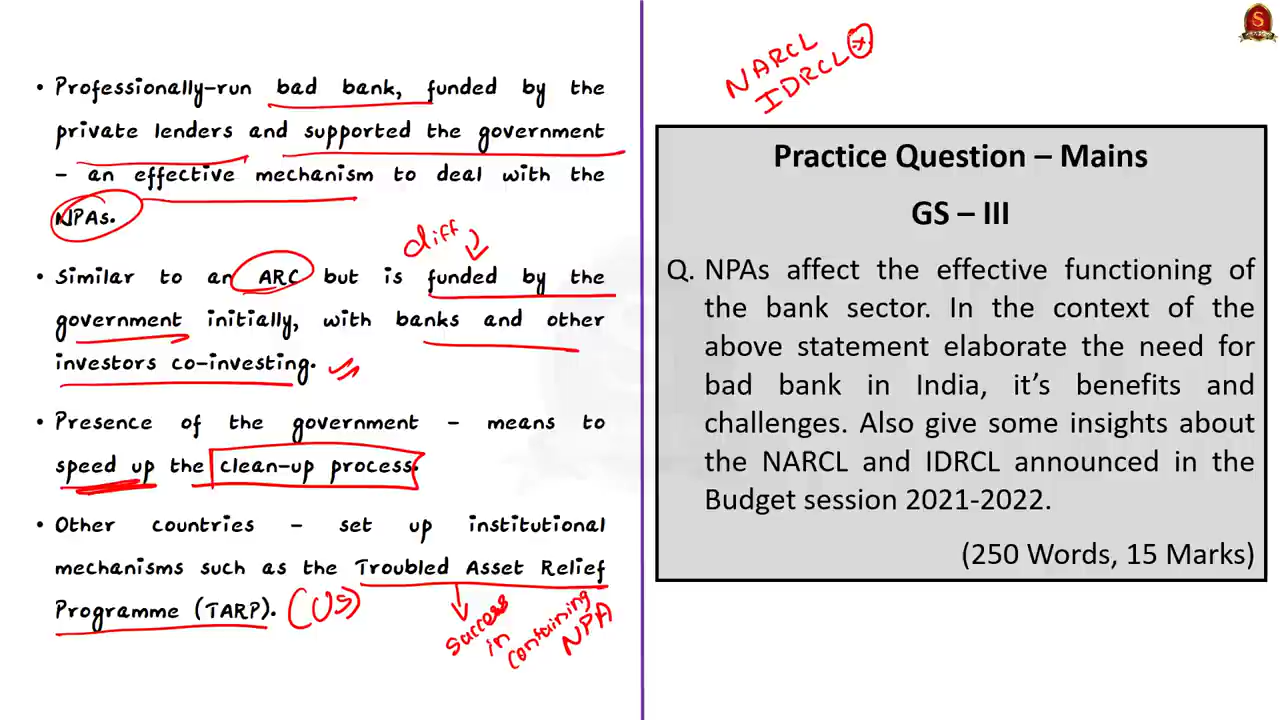 • Professionally-run bad bank, funded by the
private lenders and supported the government
- an effective mechanism to deal with the
NPAs.
diff
• Similar to an ARC but is funded by the
government initially, with banks and other
investors co-investing.
• Presence of the government - means to
speed up the clean-up process.
• Other countries - set up institutional
mechanisms such as the Troubled Asset Relief
Programme (TARP). (US)
success
in
containing
NPA
NARCL
IDRCL
Practice Question – Mains
GS – III
Q. NPAs affect the effective functioning of
the bank sector. In the context of the
above statement elaborate the need for
bad bank in India, it’s benefits and
challenges. Also give some insights about
the NARCL and IDRCL announced in the
Budget session 2021-2022.
(250 Words, 15 Marks)